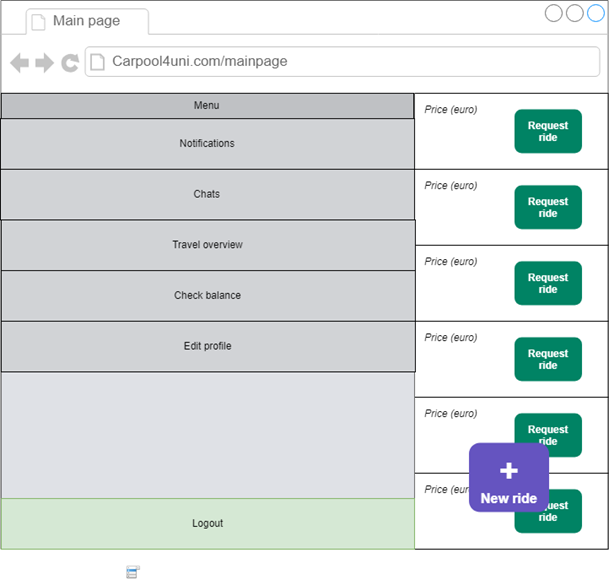 Main page
Carpool4uni.com/mainpage
Menu
Notifications
Chats
Travel overview
Check balance
Edit profile
Logout
Price (euro)
Request
ride
Price (euro)
Request
ride
Price (euro)
Request
ride
Price (euro)
Request
ride
Price (euro)
Request
ride
Price (eur
Request
ride
+
New ride